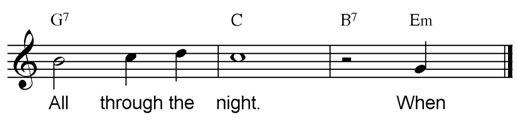 G7 C B7 Em
All through the night. When